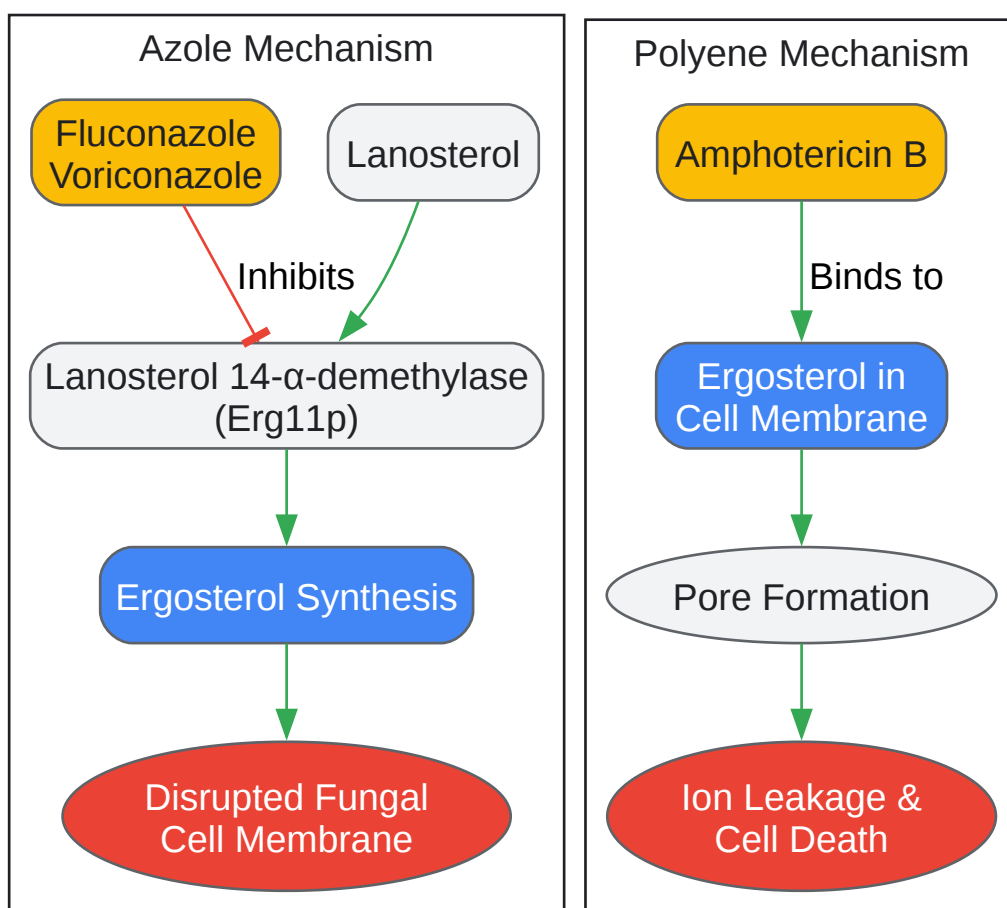 Azole Mechanism
Fluconazole
Voriconazole
Lanosterol
Inhibits
Lanosterol 14-α-demethylase
(Erg11p)
Ergosterol Synthesis
Disrupted Fungal
Cell Membrane
Polyene Mechanism
Amphotericin B
Binds to
Ergosterol in
Cell Membrane
Pore Formation
Ion Leakage &
Cell Death